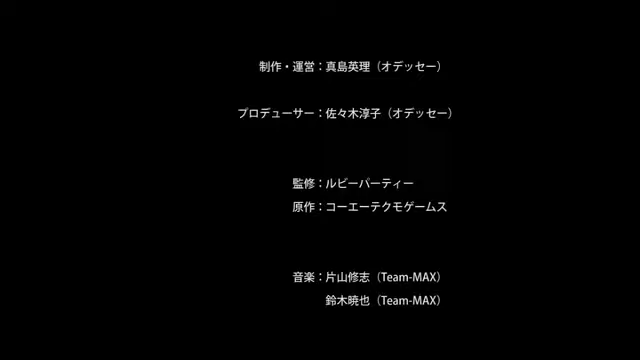 制作・運営：真島英理（オデッセー）
プロデューサー：佐々木淳子（オデッセー）
監修：ルビーパーティー
原作：コーエーテクモゲームス
音楽：片山修志（Team-MAX）
鈴木暁也（Team-MAX）